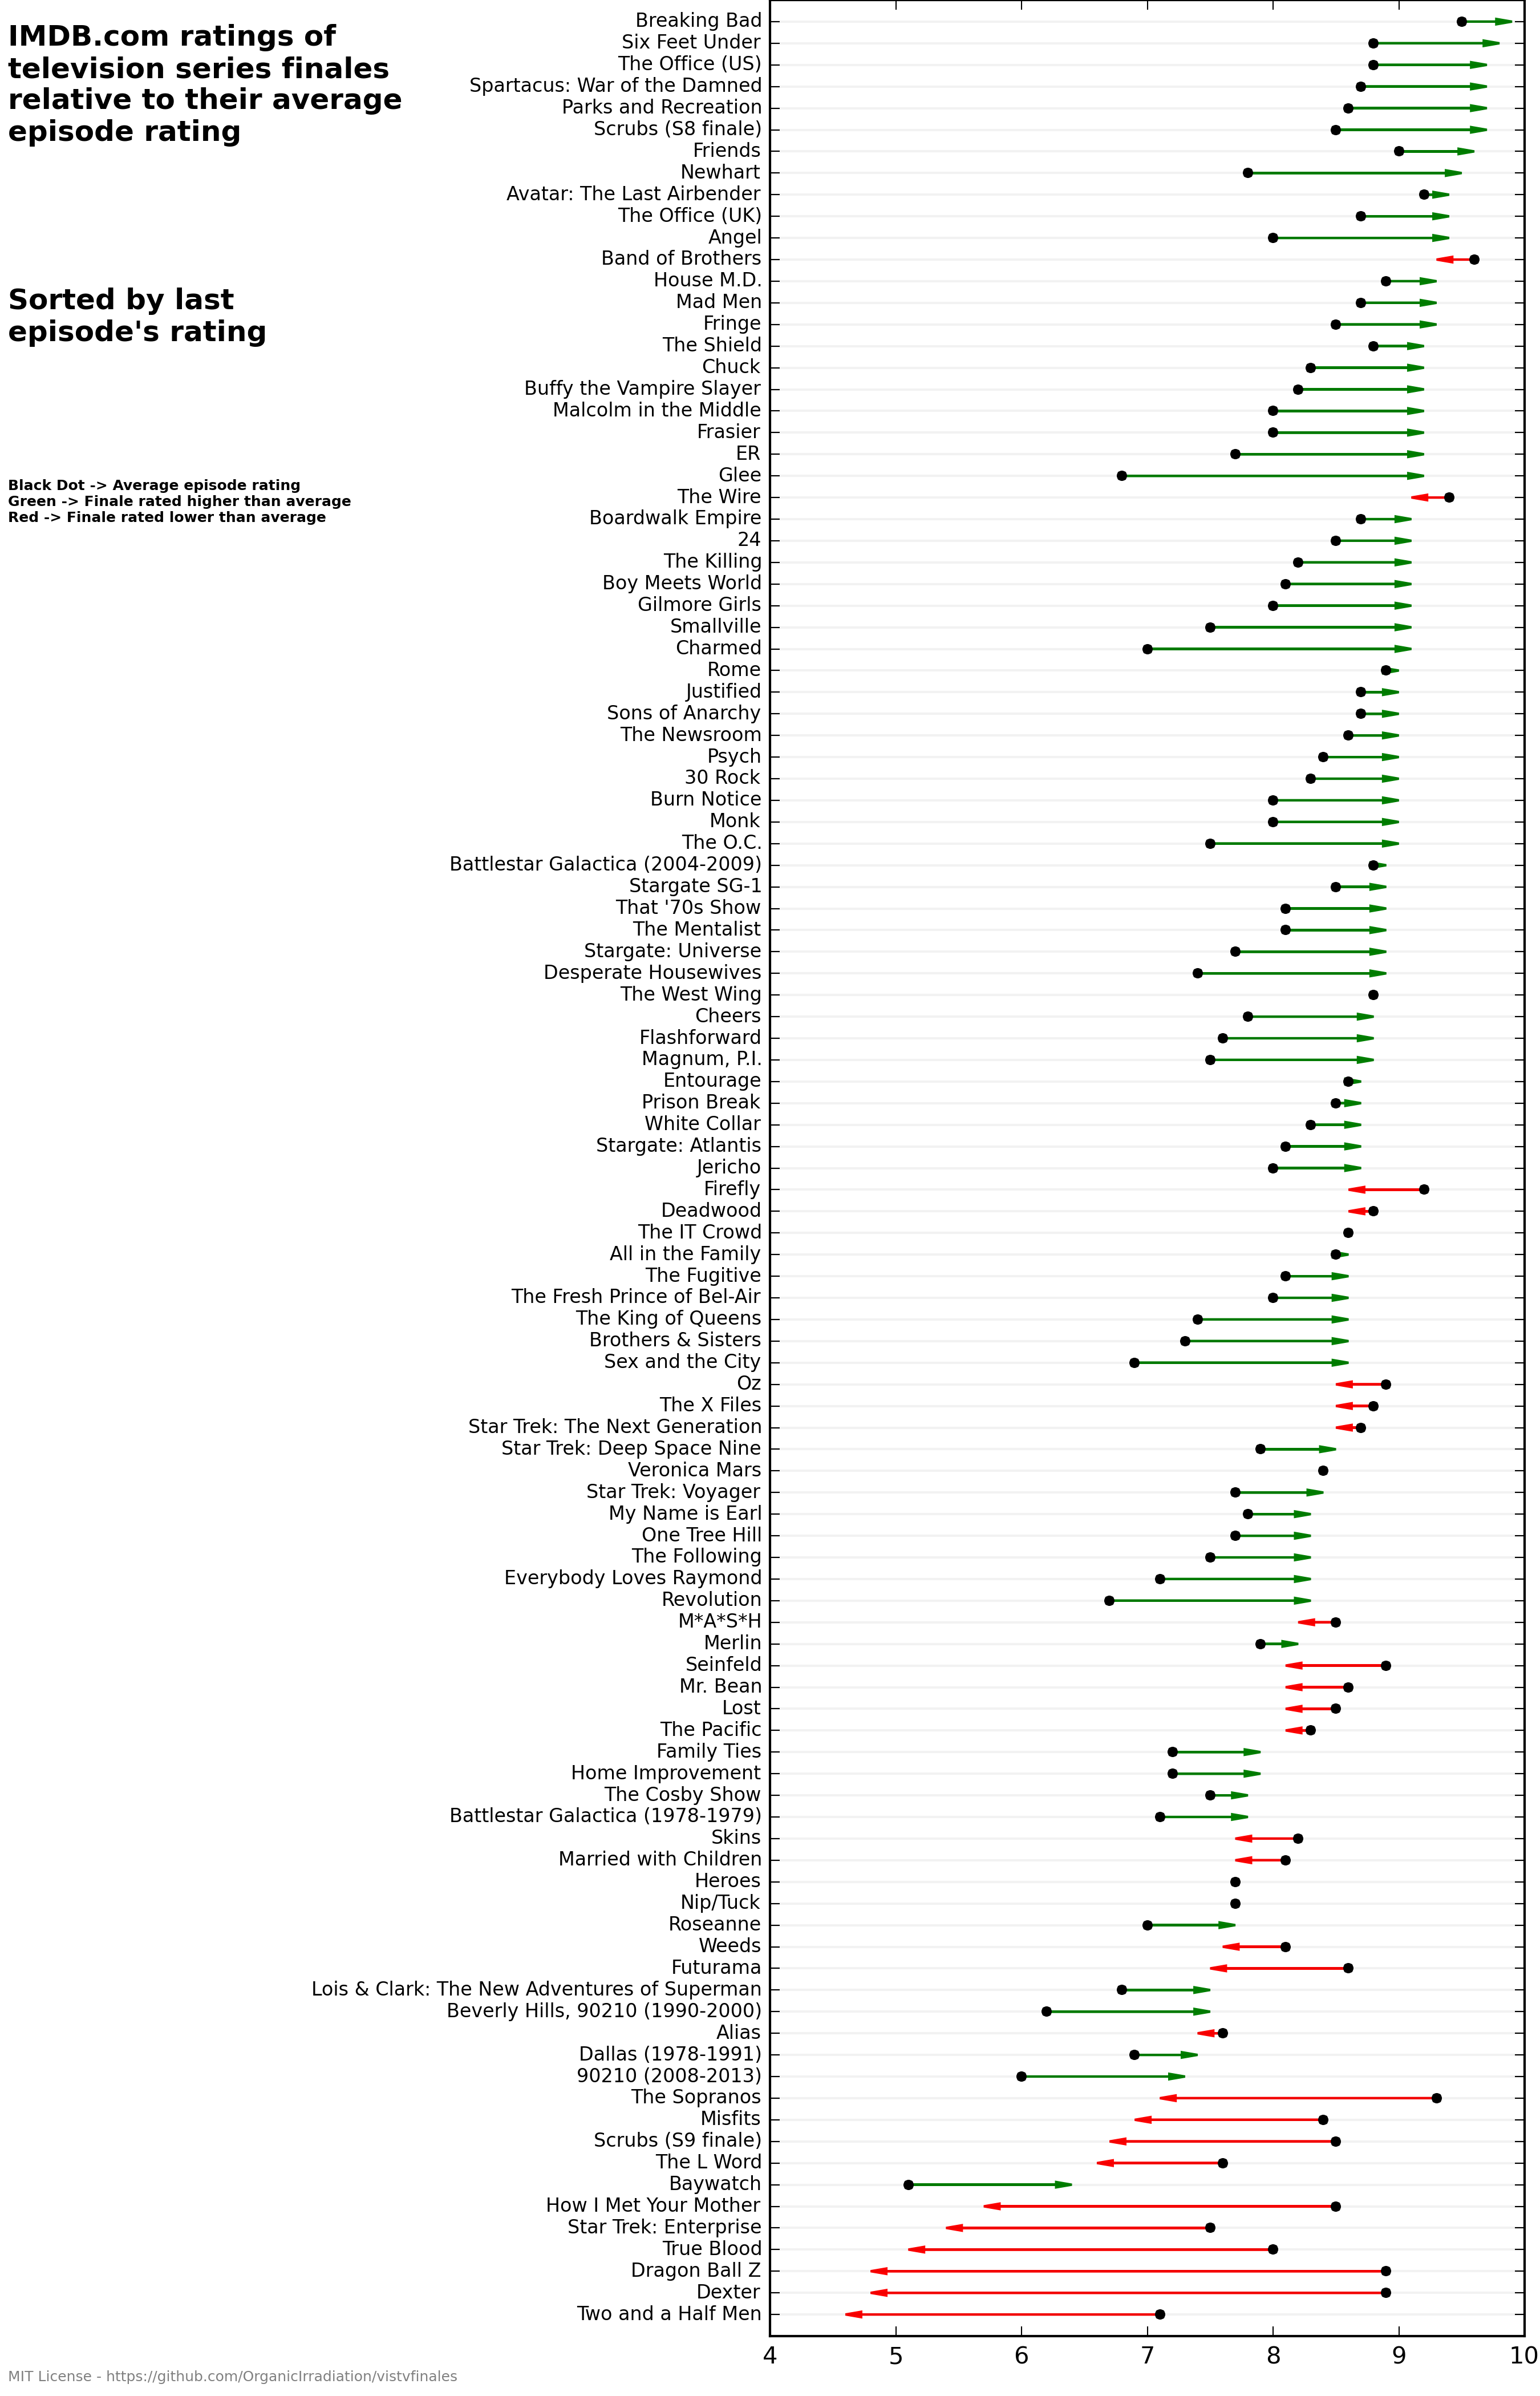 IMDB.com ratings of
television series finales
relative to their average
episode rating
Sorted by last
episode's rating
Black Dot -> Average episode rating
Green -> Finale rated higher than average
Red -> Finale rated lower than average
Breaking Bad
Six Feet Under
The Office (US)
Spartacus: War of the Damned
Parks and Recreation
Scrubs (S8 finale)
Friends
Newhart
Avatar: The Last Airbender
The Office (UK)
Angel
Band of Brothers
House M.D.
Mad Men
Fringe
The Shield
Chuck
Buffy the Vampire Slayer
Malcolm in the Middle
Frasier
ER
Glee
The Wire
Boardwalk Empire
24
The Killing
Boy Meets World
Gilmore Girls
Smallville
Charmed
Rome
Justified
Sons of Anarchy
The Newsroom
Psych
30 Rock
Burn Notice
Monk
The O.C.
Battlestar Galactica (2004-2009)
Stargate SG-1
That '70s Show
The Mentalist
Stargate: Universe
Desperate Housewives
The West Wing
Cheers
Flashforward
Magnum, P.I.
Entourage
Prison Break
White Collar
Stargate: Atlantis
Jericho
Firefly
Deadwood
The IT Crowd
All in the Family
The Fugitive
The Fresh Prince of Bel-Air
The King of Queens
Brothers & Sisters
Sex and the City
Oz
The X Files
Star Trek: The Next Generation
Star Trek: Deep Space Nine
Veronica Mars
Star Trek: Voyager
My Name is Earl
One Tree Hill
The Following
Everybody Loves Raymond
Revolution
M*A*S*H
Merlin
Seinfeld
Mr. Bean
Lost
The Pacific
Family Ties
Home Improvement
The Cosby Show
Battlestar Galactica (1978-1979)
Skins
Married with Children
Heroes
Nip/Tuck
Roseanne
Weeds
Futurama
Lois & Clark: The New Adventures of Superman
Beverly Hills, 90210 (1990-2000)
Alias
Dallas (1978-1991)
90210 (2008-2013)
The Sopranos
Misfits
Scrubs (S9 finale)
The L Word
Baywatch
How I Met Your Mother
Star Trek: Enterprise
True Blood
Dragon Ball Z
Dexter
Two and a Half Men
4 5 6 7 8 9 10
MIT License - https://github.com/OrganicIrradiation/vistvfinales